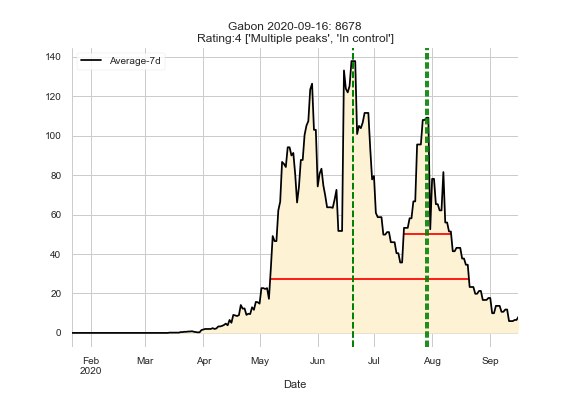 Gabon 2020-09-16: 8678
Rating:4 ['Multiple peaks', 'In control']
Average-7d
140
120
100
80
60
40
20
0
Feb
2020
Mar
Apr
May
Jun
Jul
Aug
Sep
Date